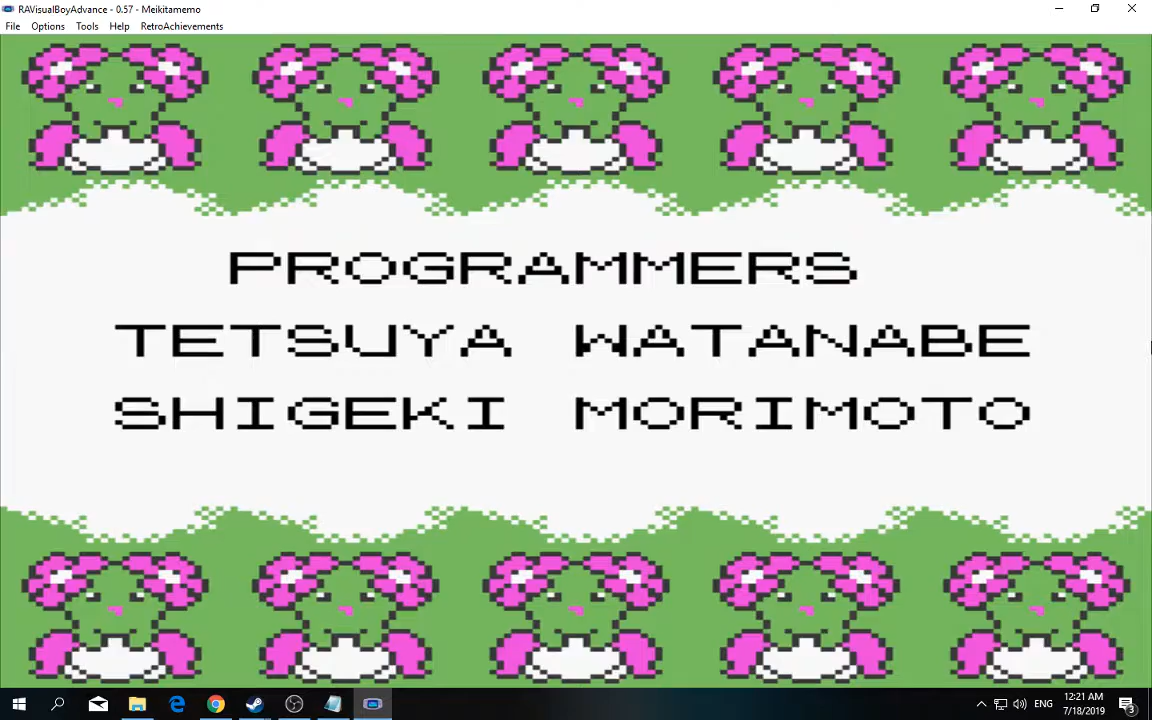 RAVisualBoyAdvance - 0.57 - Meikitamemo
File Options Tools Help RetroAchievements
PROGRAMMERS
TETSUYA WATANABE
SHIGEKI MORIMOTO
ENG
12:21 AM
7/18/2019
3